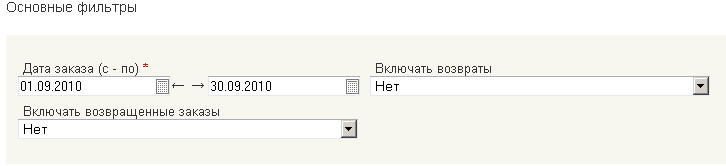 Основные фильтры
Дата заказа (с - по) * Включать возвраты
01.09.2010 ← → 30.09.2010 Нет
Включать возвращенные заказы
Нет